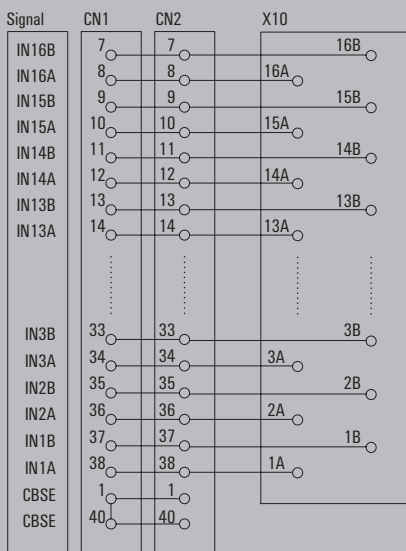 Signal CN1 CN2 X10
IN16B 7 7 16B
IN16A 8 8 16A
IN15B 9 9 15B
IN15A 10 10 15A
IN14B 11 11 14B
IN14A 12 12 14A
IN13B 13 13 13B
IN13A 14 14 13A
IN3B 33 33 3B
IN3A 34 34 3A
IN2B 35 35 2B
IN2A 36 36 2A
IN1B 37 37 1B
IN1A 38 38 1A
CBSE 1 1
CBSE 40 40